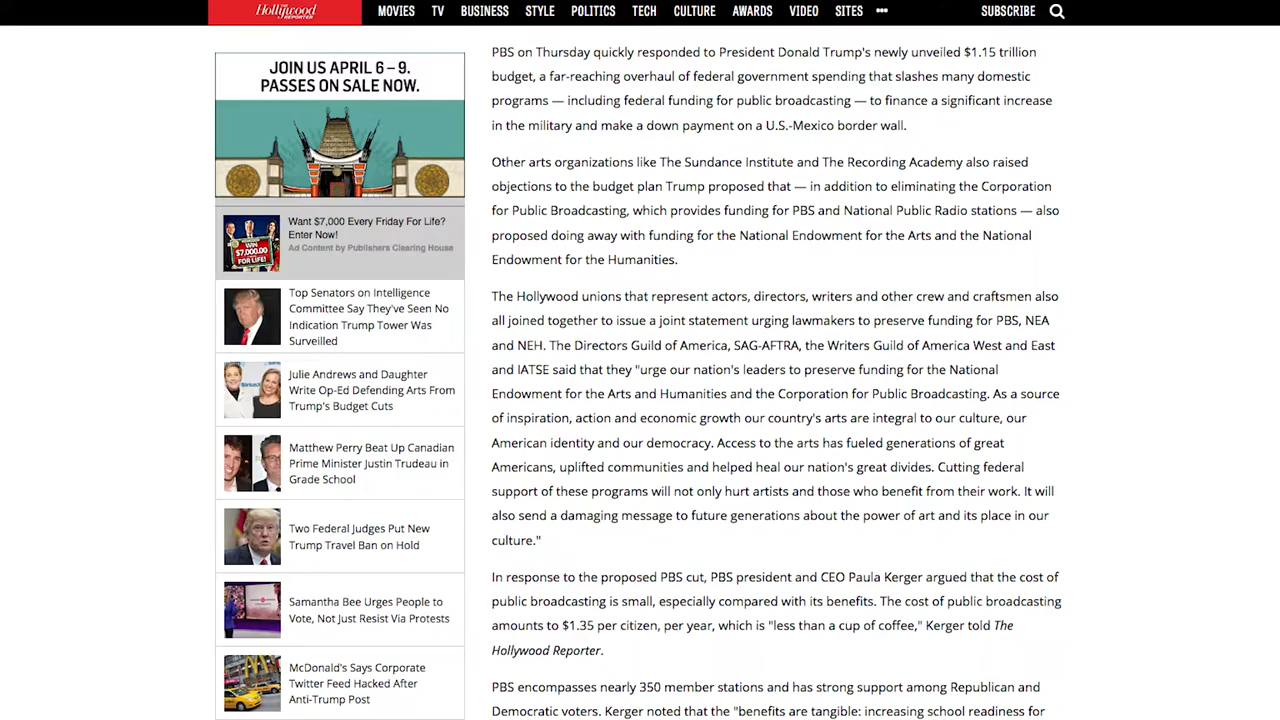 The Hollywood REPORTER
MOVIES TV BUSINESS STYLE POLITICS TECH CULTURE AWARDS VIDEO SITES ••• SUBSCRIBE
JOIN US APRIL 6 – 9.
PASSES ON SALE NOW.
Want $7,000 Every Friday For Life?
Enter Now!
Ad Content by Publishers Clearing House
WIN
$7,000.00
FOR LIFE!
Top Senators on Intelligence
Committee Say They've Seen No
Indication Trump Tower Was
Surveilled
Julie Andrews and Daughter
Write Op-Ed Defending Arts From
Trump's Budget Cuts
Matthew Perry Beat Up Canadian
Prime Minister Justin Trudeau in
Grade School
Two Federal Judges Put New
Trump Travel Ban on Hold
Samantha Bee Urges People to
Vote, Not Just Resist Via Protests
McDonald's Says Corporate
Twitter Feed Hacked After
Anti-Trump Post
PBS on Thursday quickly responded to President Donald Trump's newly unveiled $1.15 trillion
budget, a far-reaching overhaul of federal government spending that slashes many domestic
programs — including federal funding for public broadcasting — to finance a significant increase
in the military and make a down payment on a U.S.-Mexico border wall.
Other arts organizations like The Sundance Institute and The Recording Academy also raised
objections to the budget plan Trump proposed that — in addition to eliminating the Corporation
for Public Broadcasting, which provides funding for PBS and National Public Radio stations — also
proposed doing away with funding for the National Endowment for the Arts and the National
Endowment for the Humanities.
The Hollywood unions that represent actors, directors, writers and other crew and craftsmen also
all joined together to issue a joint statement urging lawmakers to preserve funding for PBS, NEA
and NEH. The Directors Guild of America, SAG-AFTRA, the Writers Guild of America West and East
and IATSE said that they "urge our nation's leaders to preserve funding for the National
Endowment for the Arts and Humanities and the Corporation for Public Broadcasting. As a source
of inspiration, action and economic growth our country's arts are integral to our culture, our
American identity and our democracy. Access to the arts has fueled generations of great
Americans, uplifted communities and helped heal our nation's great divides. Cutting federal
support of these programs will not only hurt artists and those who benefit from their work. It will
also send a damaging message to future generations about the power of art and its place in our
culture."
In response to the proposed PBS cut, PBS president and CEO Paula Kerger argued that the cost of
public broadcasting is small, especially compared with its benefits. The cost of public broadcasting
amounts to $1.35 per citizen, per year, which is "less than a cup of coffee," Kerger told The
Hollywood Reporter.
PBS encompasses nearly 350 member stations and has strong support among Republican and
Democratic voters. Kerger noted that the "benefits are tangible: increasing school readiness for